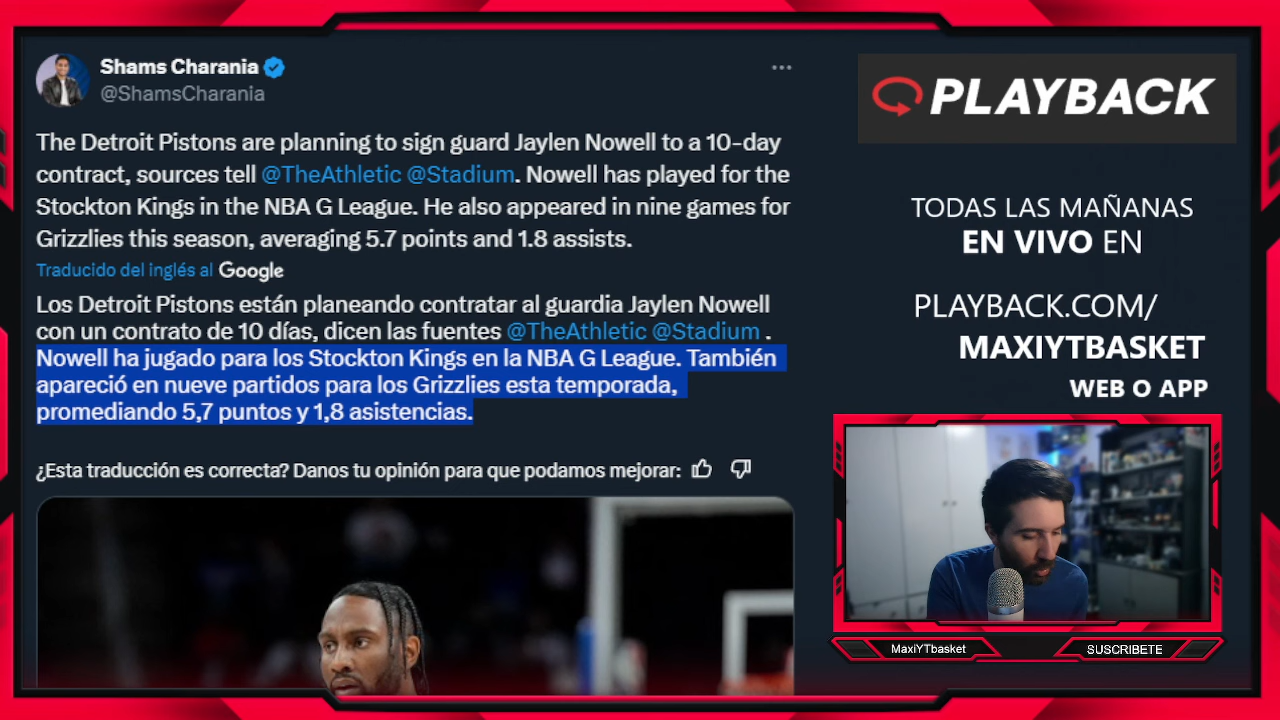 Shams Charania
@ShamsCharania
The Detroit Pistons are planning to sign guard Jaylen Nowell to a 10-day
contract, sources tell @TheAthletic @Stadium. Nowell has played for the
Stockton Kings in the NBA G League. He also appeared in nine games for
Grizzlies this season, averaging 5.7 points and 1.8 assists.
Traducido del inglés al Google
Los Detroit Pistons están planeando contratar al guardia Jaylen Nowell
con un contrato de 10 días, dicen las fuentes @TheAthletic @Stadium .
Nowell ha jugado para los Stockton Kings en la NBA G League. También
apareció en nueve partidos para los Grizzlies esta temporada,
promediando 5,7 puntos y 1,8 asistencias.
¿Esta traducción es correcta? Danos tu opinión para que podamos mejorar:
PLAYBACK
TODAS LAS MAÑANAS
EN VIVO EN
PLAYBACK.COM/
MAXIYTBASKET
WEB O APP
MaxiYTbasket
SUSCRIBETE